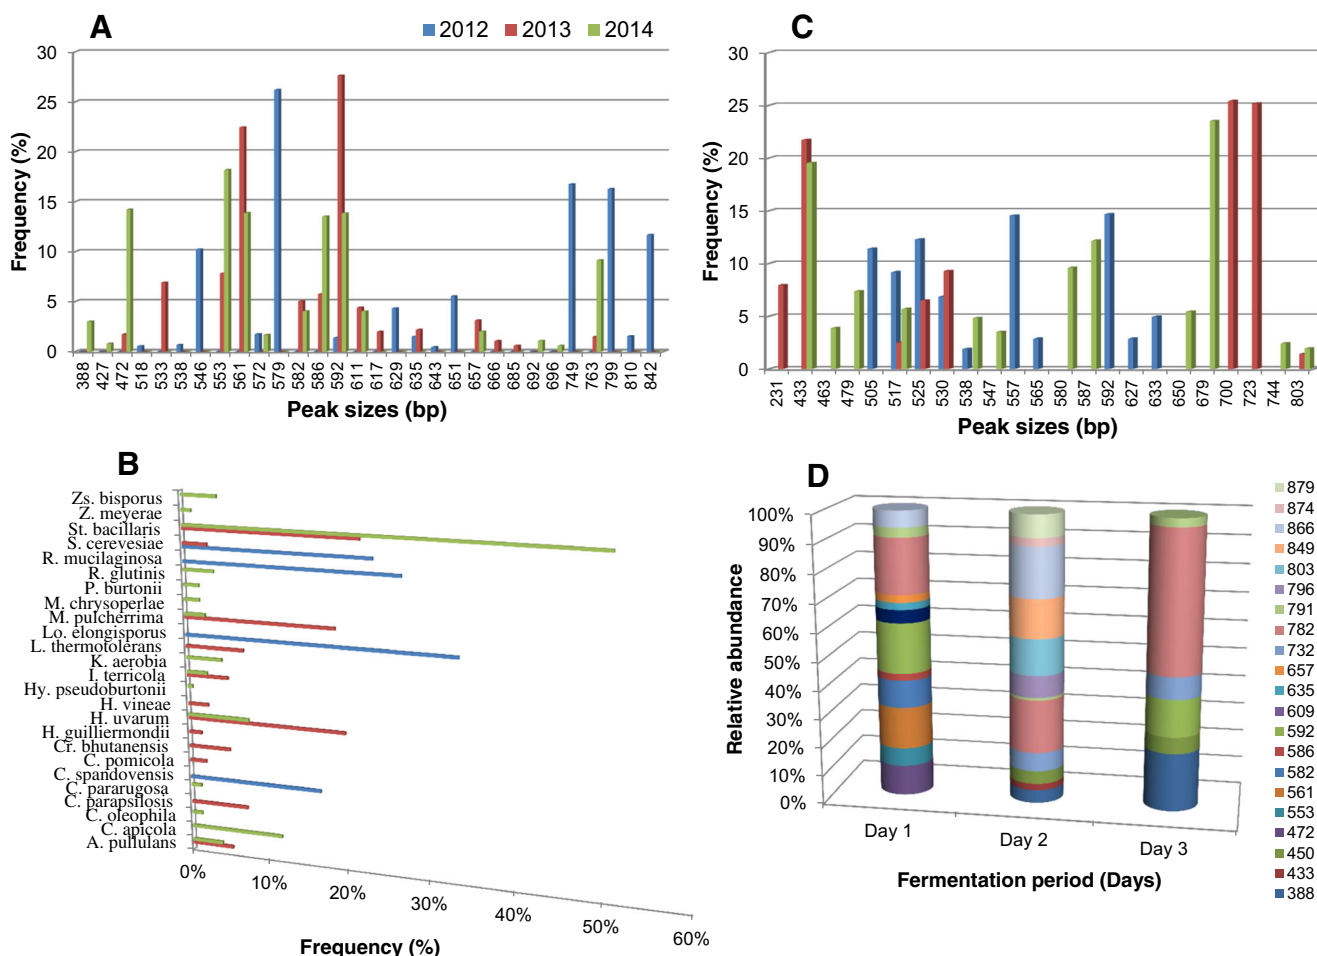 A
2012 2013 2014
30
25
20
15
10
5
0
Frequency (%)
388 427 472 518 533 538 546 553 561 572 579 582 586 592 611 617 629 635 643 651 657 666 685 692 696 749 763 799 810 842
Peak sizes (bp)
C
30
25
20
15
10
5
0
Frequency (%)
231 433 463 479 505 517 525 530 538 547 557 565 580 587 592 627 633 650 679 700 723 744 803
Peak sizes (bp)
B
Zs. bisporus
Z. meyerae
St. bacillaris
S. cerevesiae
R. mucilaginosa
R. glutinis
P. burtonii
M. chrysoperlae
M. pulcherrima
Lo. elongisporus
L. thermotolerans
K. aerobia
I. terricola
Hy. pseudoburtonii
H. vineae
H. uvarum
H. guilliermondii
Cr. bhutanensis
C. pomicola
C. spandovensis
C. pararugosa
C. parapsilosis
C. oleophila
C. apicola
A. pullulans
0% 10% 20% 30% 40% 50% 60%
Frequency (%)
D
100%
90%
80%
70%
60%
50%
40%
30%
20%
10%
0%
Relative abundance
Day 1 Day 2 Day 3
Fermentation period (Days)
879
874
866
849
803
796
791
782
732
657
635
609
592
586
582
561
553
472
450
433
388